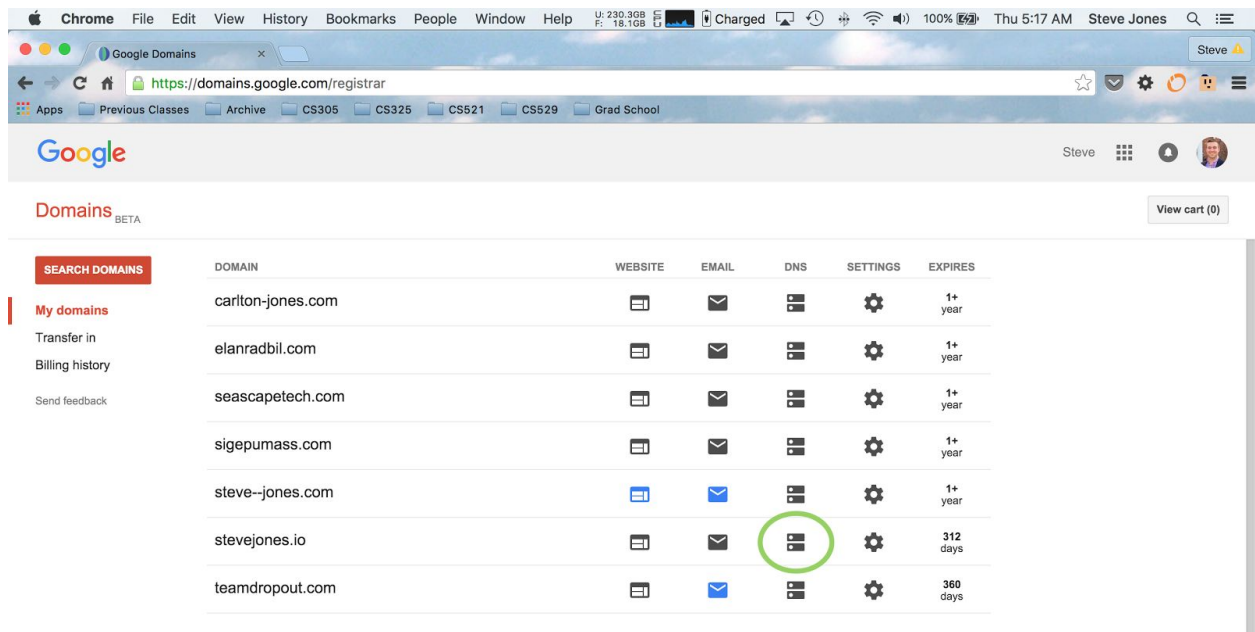 Chrome File Edit View History Bookmarks People Window Help U: 230.3GB F: 18.1GB Charged 100% Thu 5:17 AM Steve Jones
Google Domains Steve
https://domains.google.com/registrar
Apps Previous Classes Archive CS305 CS325 CS521 CS529 Grad School
Google Steve
Domains BETA View cart (0)
SEARCH DOMAINS DOMAIN WEBSITE EMAIL DNS SETTINGS EXPIRES
My domains carlton-jones.com 1+ year
Transfer in
Billing history elanradbil.com 1+ year
Send feedback seascapetech.com 1+ year
sigepumass.com 1+ year
steve--jones.com 1+ year
stevejones.io 312 days
teamdropout.com 360 days